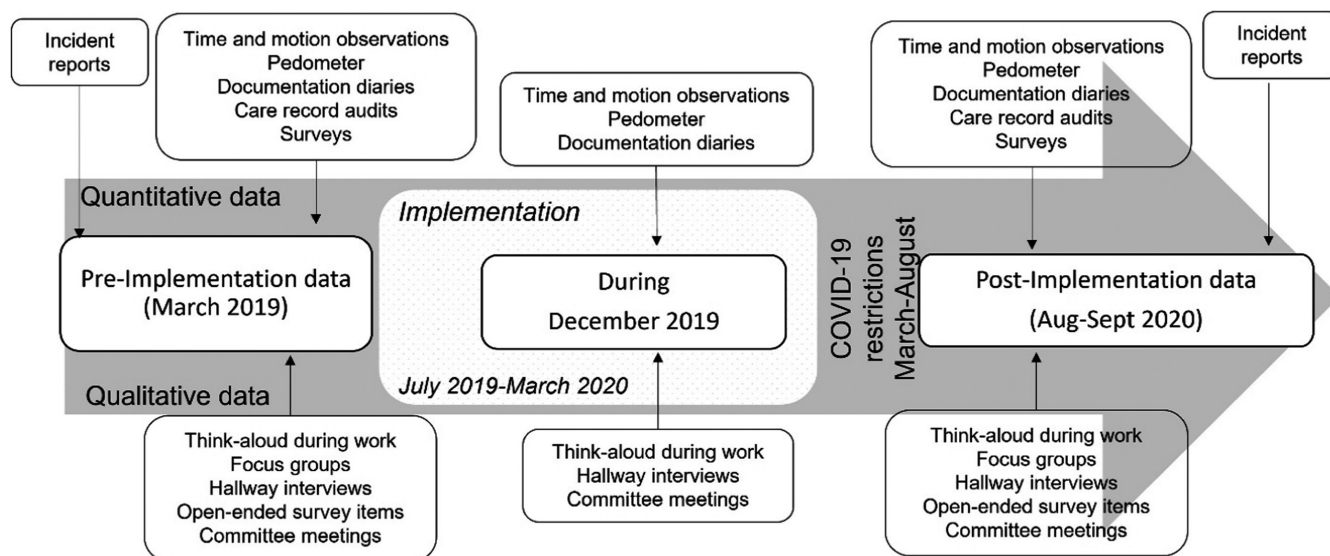 Incident
reports
Time and motion observations
Pedometer
Documentation diaries
Care record audits
Surveys
Time and motion observations
Pedometer
Documentation diaries
Time and motion observations
Pedometer
Documentation diaries
Care record audits
Surveys
Incident
reports
Quantitative data
Implementation
Pre-Implementation data
(March 2019)
During
December 2019
COVID-19
restrictions
March-August
Post-Implementation data
(Aug-Sept 2020)
July 2019-March 2020
Qualitative data
Think-aloud during work
Focus groups
Hallway interviews
Open-ended survey items
Committee meetings
Think-aloud during work
Hallway interviews
Committee meetings
Think-aloud during work
Focus groups
Hallway interviews
Open-ended survey items
Committee meetings